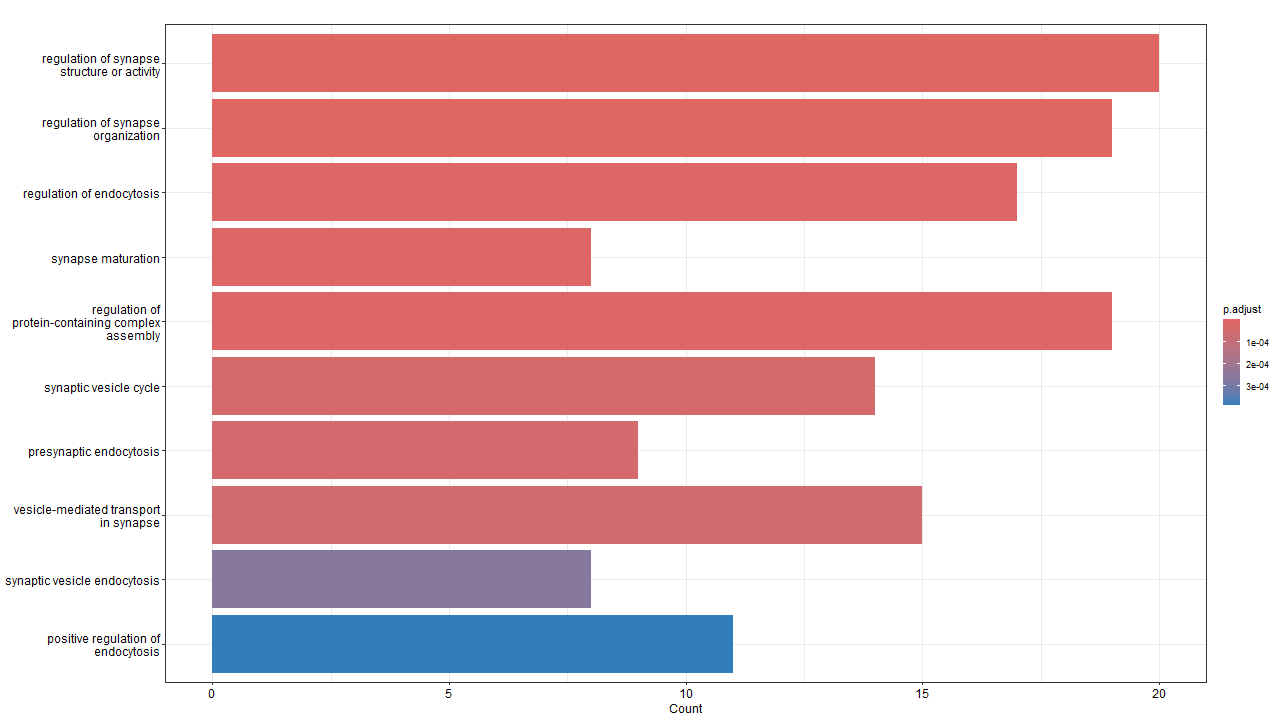 regulation of synapse
structure or activity
regulation of synapse
organization
regulation of endocytosis
synapse maturation
regulation of
protein-containing complex
assembly
synaptic vesicle cycle
presynaptic endocytosis
vesicle-mediated transport
in synapse
synaptic vesicle endocytosis
positive regulation of
endocytosis
0 5 10 15 20
Count
p.adjust
1e-04
2e-04
3e-04